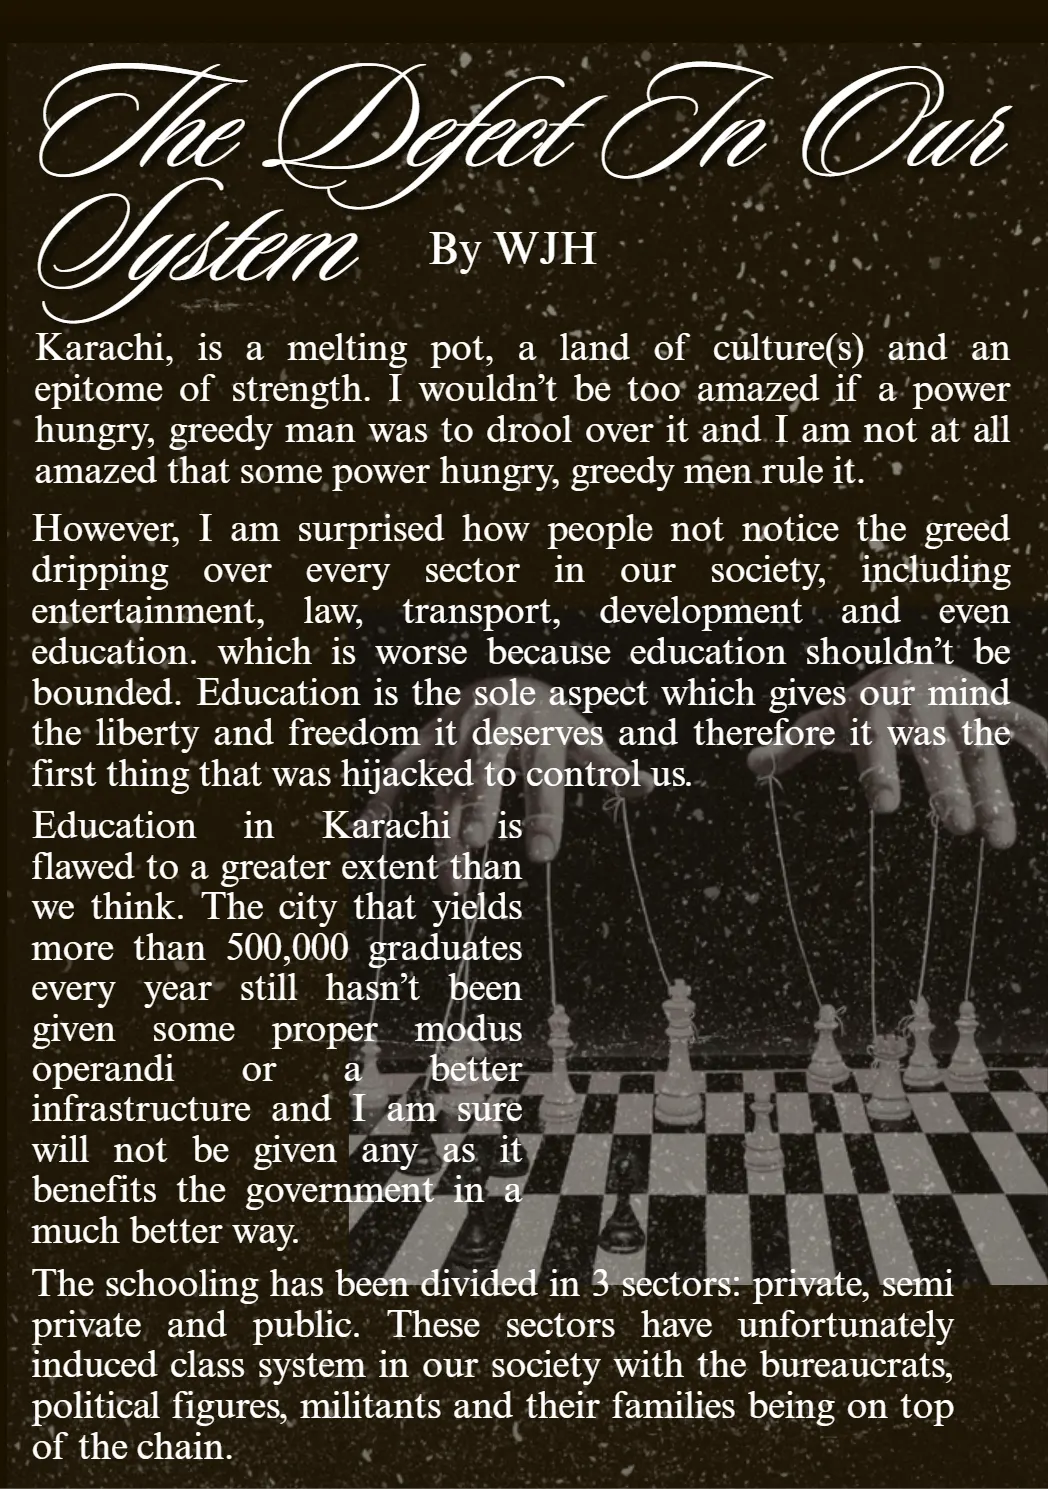 The Defect In Our
System
By WJH
Karachi, is a melting pot, a land of culture(s) and an
epitome of strength. I wouldn't be too amazed if a power
hungry, greedy man was to drool over it and I am not at all
amazed that some power hungry, greedy men rule it.
However, I am surprised how people not notice the greed
dripping over every sector in our society, including
entertainment, law, transport, development and even
education. which is worse because education shouldn't be
bounded. Education is the sole aspect which gives our mind
the liberty and freedom it deserves and therefore it was the
first thing that was hijacked to control us.
Education in Karachi is
flawed to a greater extent than
we think. The city that yields
more than 500,000 graduates
every year still hasn't been
given some proper modus
operandi or a better
infrastructure and I am sure
will not be given any as it
benefits the government in a
much better way.
The schooling has been divided in 3 sectors: private, semi
private and public. These sectors have unfortunately
induced class system in our society with the bureaucrats,
political figures, militants and their families being on top
of the chain.